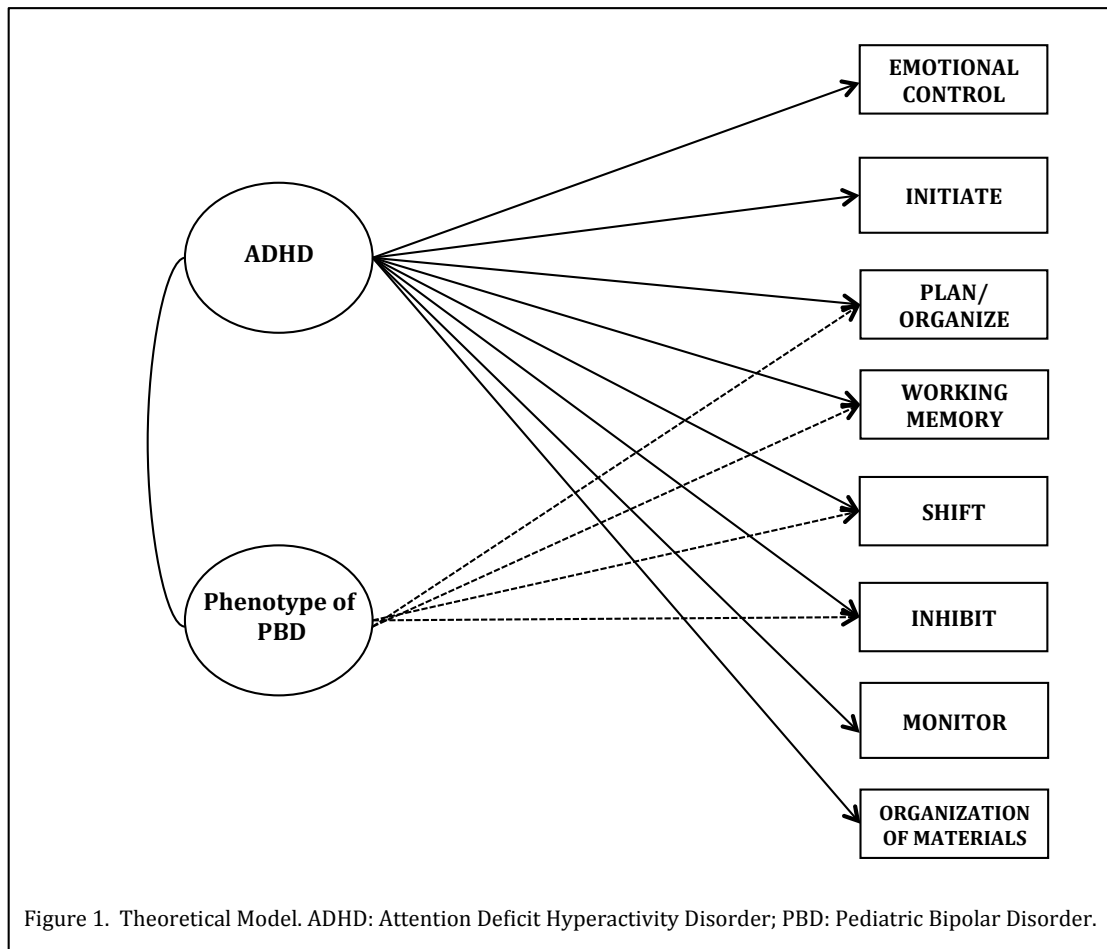 EMOTIONAL
CONTROL
INITIATE
ADHD
PLAN/
ORGANIZE
WORKING
MEMORY
SHIFT
Phenotype of
PBD
INHIBIT
MONITOR
ORGANIZATION
OF MATERIALS
Figure 1.  Theoretical Model. ADHD: Attention Deficit Hyperactivity Disorder; PBD: Pediatric Bipolar Disorder.